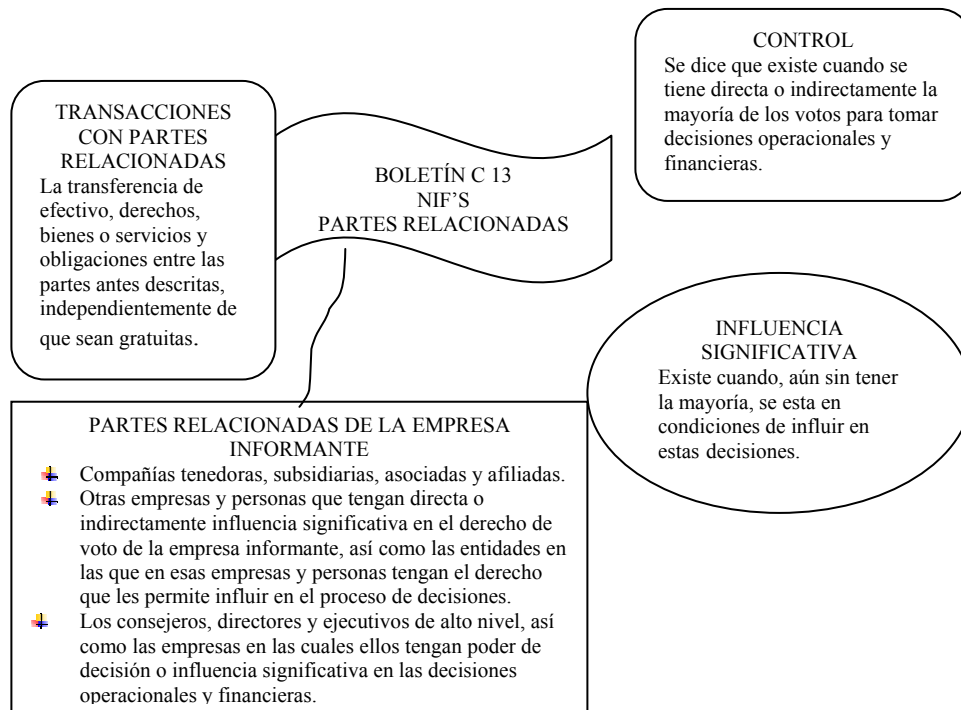 CONTROL
Se dice que existe cuando se
tiene directa o indirectamente la
mayoría de los votos para tomar
decisiones operacionales y
financieras.
TRANSACCIONES
CON PARTES
RELACIONADAS
La transferencia de
efectivo, derechos,
bienes o servicios y
obligaciones entre las
partes antes descritas,
independientemente de
que sean gratuitas.
BOLETÍN C 13
NIF’S
PARTES RELACIONADAS
INFLUENCIA
SIGNIFICATIVA
Existe cuando, aún sin tener
la mayoría, se esta en
condiciones de influir en
estas decisiones.
PARTES RELACIONADAS DE LA EMPRESA
INFORMANTE
Compañías tenedoras, subsidiarias, asociadas y afiliadas.
Otras empresas y personas que tengan directa o
indirectamente influencia significativa en el derecho de
voto de la empresa informante, así como las entidades en
las que en esas empresas y personas tengan el derecho
que les permite influir en el proceso de decisiones.
Los consejeros, directores y ejecutivos de alto nivel, así
como las empresas en las cuales ellos tengan poder de
decisión o influencia significativa en las decisiones
operacionales y financieras.